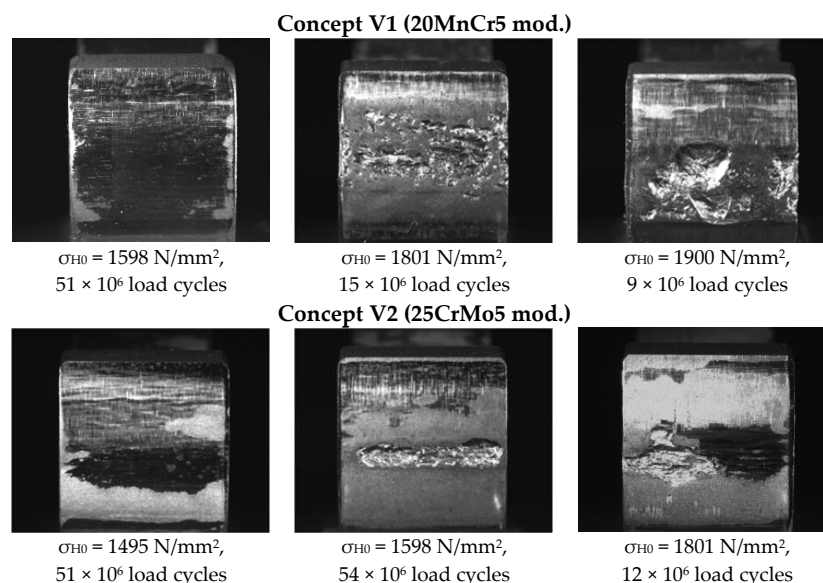 Concept V1 (20MnCr5 mod.)
σH0 = 1598 N/mm²,
51 × 10⁶ load cycles
σH0 = 1801 N/mm²,
15 × 10⁶ load cycles
σH0 = 1900 N/mm²,
9 × 10⁶ load cycles
Concept V2 (25CrMo5 mod.)
σH0 = 1495 N/mm²,
51 × 10⁶ load cycles
σH0 = 1598 N/mm²,
54 × 10⁶ load cycles
σH0 = 1801 N/mm²,
12 × 10⁶ load cycles